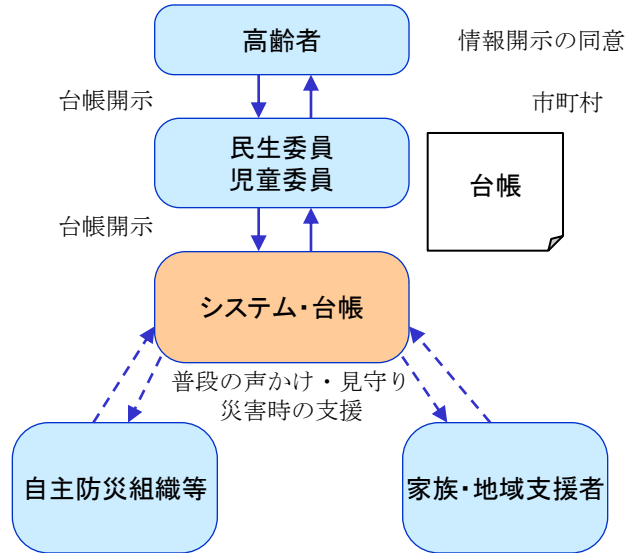 高齢者
情報開示の同意
台帳開示
市町村
民生委員
児童委員
台帳
台帳開示
システム・台帳
普段の声かけ・見守り
災害時の支援
自主防災組織等
家族・地域支援者